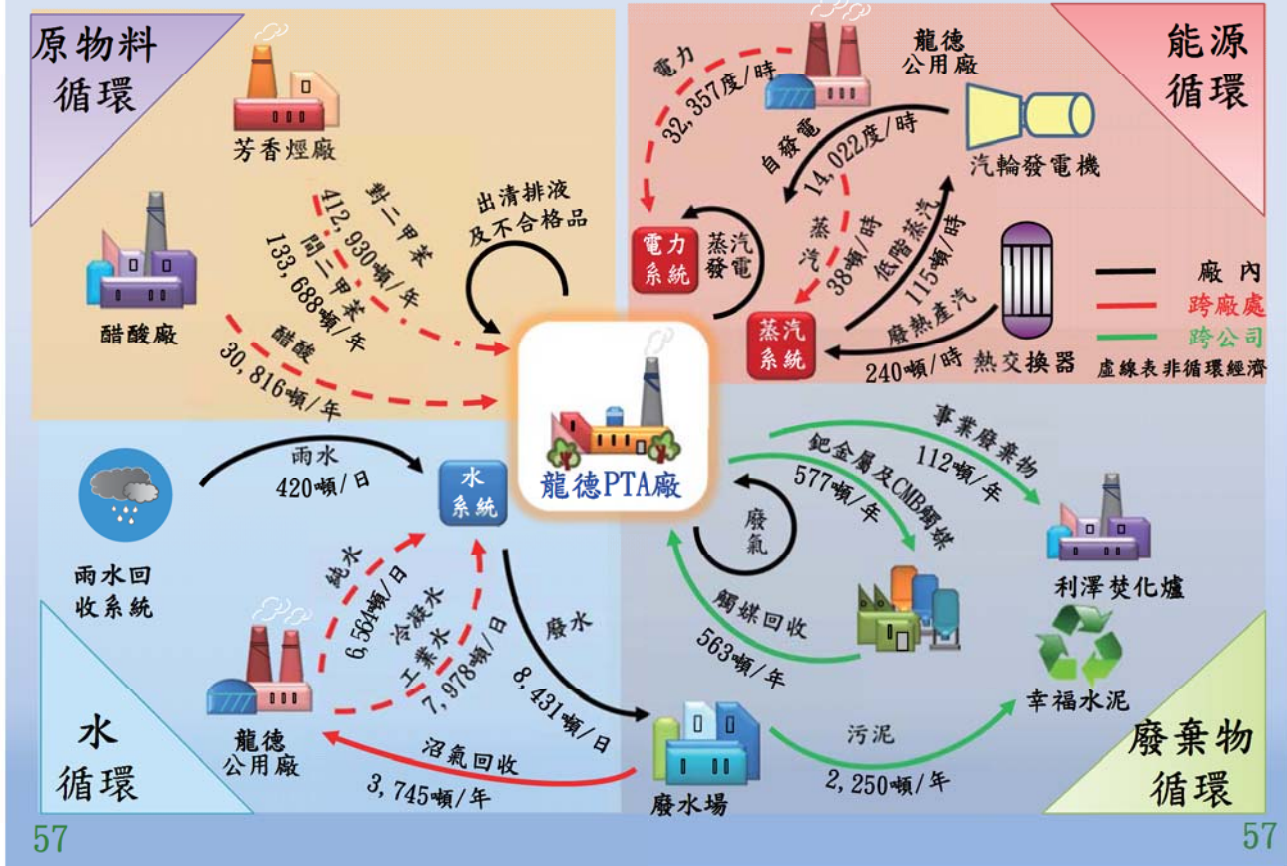 原物料
循環
芳香烴廠
醋酸廠
對二甲苯
412,930噸/年
間二甲苯
133,688噸/年
醋酸
30,816噸/年
出清排液
及不合格品
能源
循環
龍德
公用廠
電力
32,357度/時
自發電
14,022度/時
汽輪發電機
電力
系統
蒸汽
發電
蒸汽
38噸/時
低階蒸汽
115噸/時
蒸汽
系統
廢熱產汽
240噸/時
熱交換器
廠內
跨廠處
跨公司
虛線表非循環經濟
龍德PTA廠
雨水
420噸/日
水
系統
雨水回
收系統
純水
6,564噸/日
冷凝水
工業水
7,978噸/日
廢水
8,431噸/日
龍德
公用廠
沼氣回收
3,745噸/年
水
循環
廢水場
事業廢棄物
112噸/年
鈀金屬及CMB觸媒
577噸/年
廢氣
觸媒回收
563噸/年
利澤焚化爐
幸福水泥
污泥
2,250噸/年
廢棄物
循環
57
57